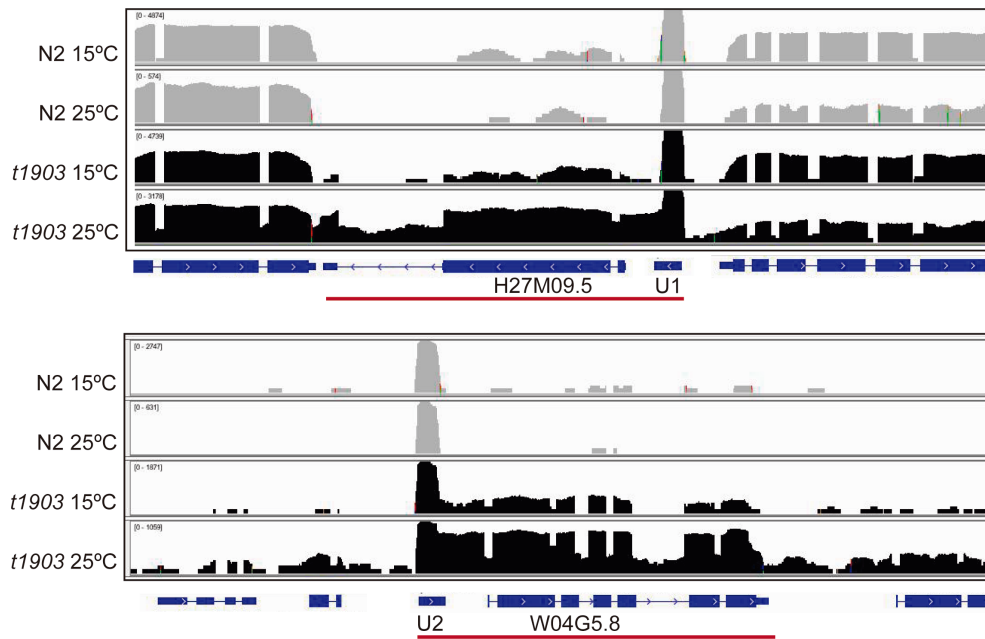 [0 - 4874]
N2 15ºC
[0 - 574]
N2 25ºC
[0 - 4739]
t1903 15ºC
[0 - 3178]
t1903 25ºC
H27M09.5 U1
[0 - 2747]
N2 15ºC
[0 - 631]
N2 25ºC
[0 - 1871]
t1903 15ºC
[0 - 1059]
t1903 25ºC
U2 W04G5.8